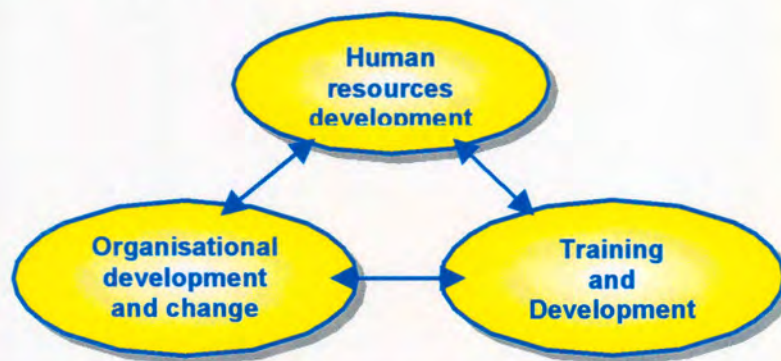 Human
resources
development
Organisational
development
and change
Training
and
Development